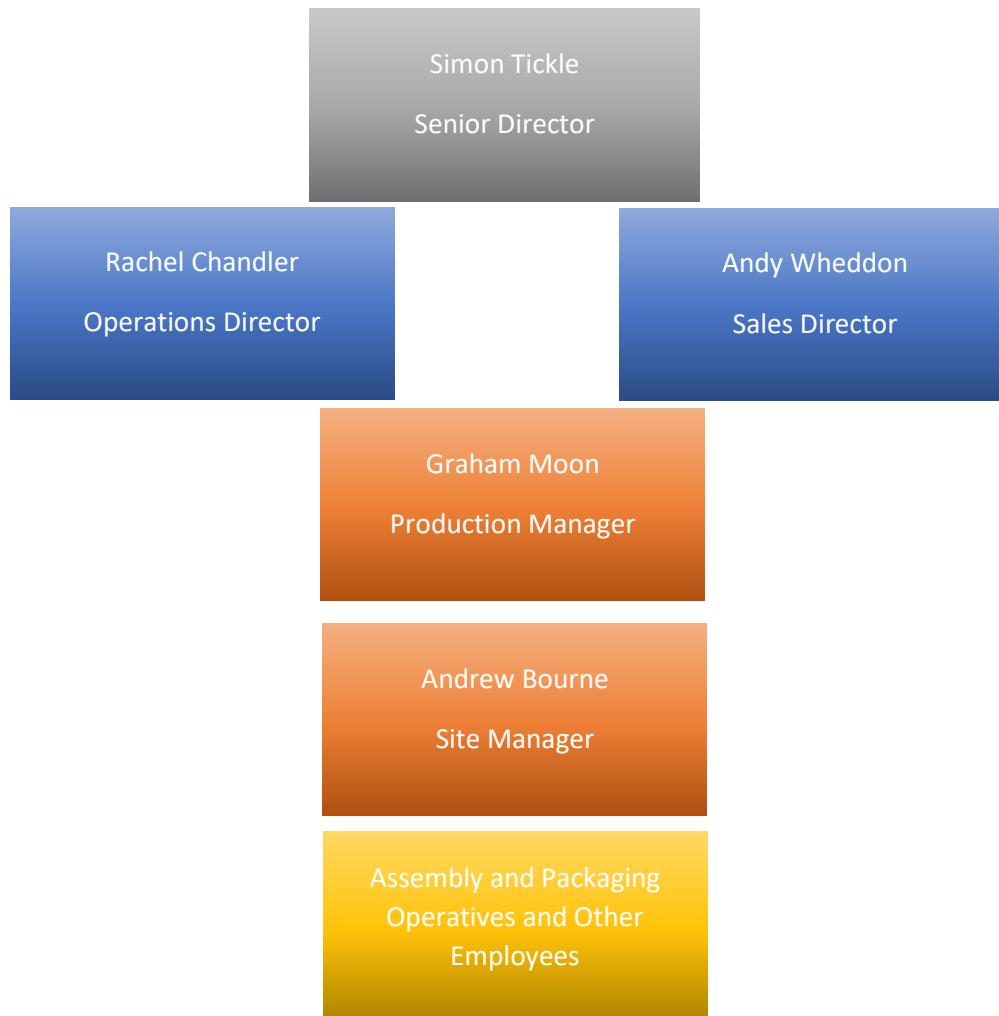 Simon Tickle
Senior Director
Rachel Chandler
Operations Director
Andy Wheddon
Sales Director
Graham Moon
Production Manager
Andrew Bourne
Site Manager
Assembly and Packaging
Operatives and Other
Employees